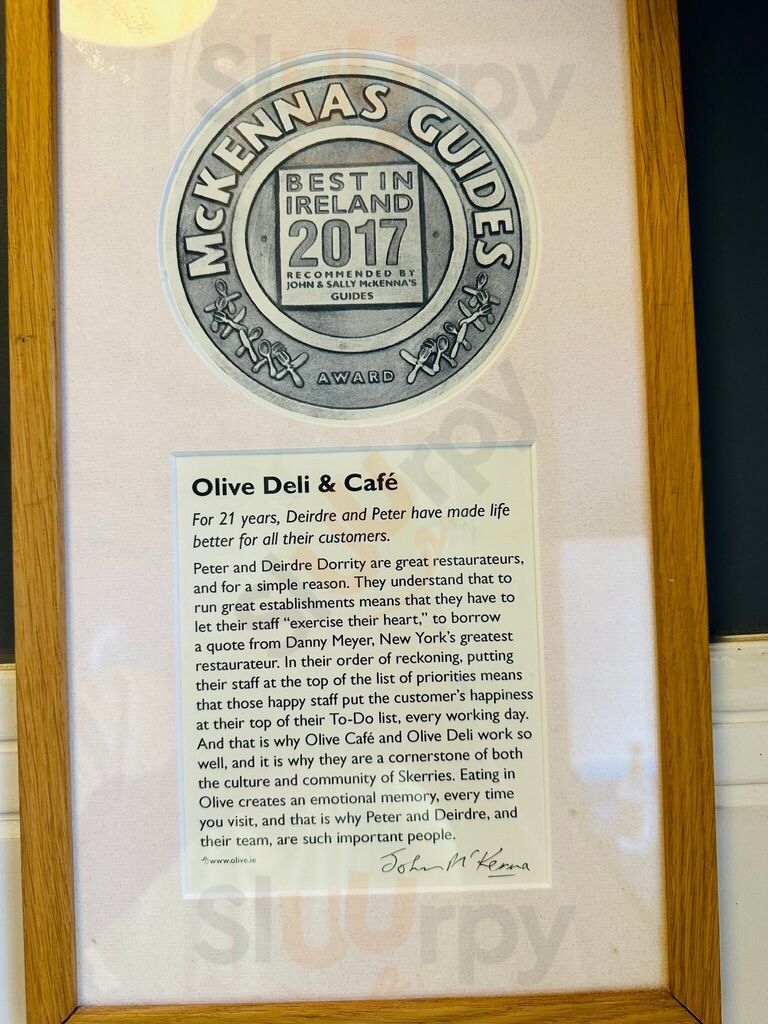 Sluurpy
McKENNAS GUIDES
BEST IN
IRELAND
2017
RECOMMENDED BY
JOHN & SALLY McKENNA'S
GUIDES
AWARD
Sluurpy
Olive Deli & Café
For 21 years, Deirdre and Peter have made life
better for all their customers.
Peter and Deirdre Dorrity are great restaurateurs,
and for a simple reason. They understand that to
run great establishments means that they have to
let their staff “exercise their heart,” to borrow
a quote from Danny Meyer, New York’s greatest
restaurateur. In their order of reckoning, putting
their staff at the top of the list of priorities means
that those happy staff put the customer’s happiness
at their top of their To-Do list, every working day.
And that is why Olive Café and Olive Deli work so
well, and it is why they are a cornerstone of both
the culture and community of Skerries. Eating in
Olive creates an emotional memory, every time
you visit, and that is why Peter and Deirdre, and
their team, are such important people.
www.olive.ie
John McKenna
Sluurpy